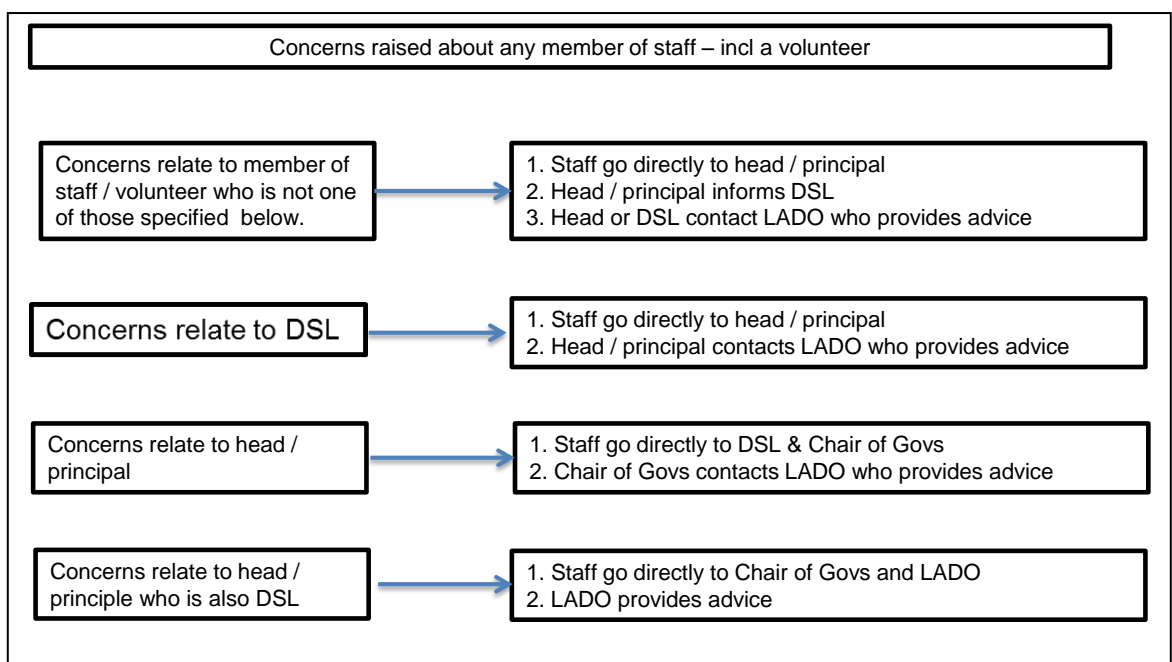 Concerns raised about any member of staff – incl a volunteer
Concerns relate to member of
staff / volunteer who is not one
of those specified below.
1. Staff go directly to head / principal
2. Head / principal informs DSL
3. Head or DSL contact LADO who provides advice
Concerns relate to DSL
1. Staff go directly to head / principal
2. Head / principal contacts LADO who provides advice
Concerns relate to head /
principal
1. Staff go directly to DSL & Chair of Govs
2. Chair of Govs contacts LADO who provides advice
Concerns relate to head /
principle who is also DSL
1. Staff go directly to Chair of Govs and LADO
2. LADO provides advice